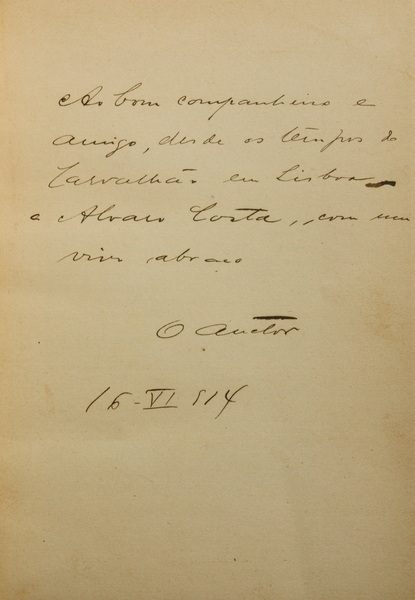 Ao bom companheiro e
amigo, desde os tempos do
Carvalhão em Lisboa
a Alvaro Costa, com um
vivo abraço
O Auctor
16-VI 914